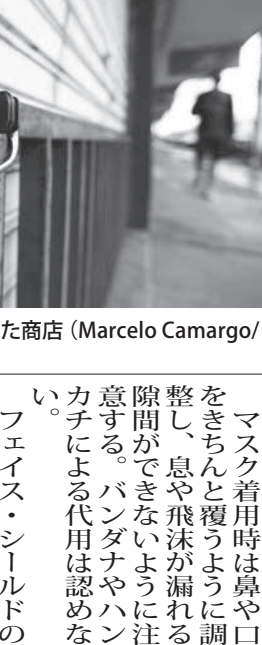 た商店（Marcelo Camargo/
マスク着用時は鼻や口
をきちんと覆うように調
整し、息や飛沫が漏れる
隙間ができないように注
意する。バンダナやハン
カチによる代用は認めな
い。
フェイス・シールドの